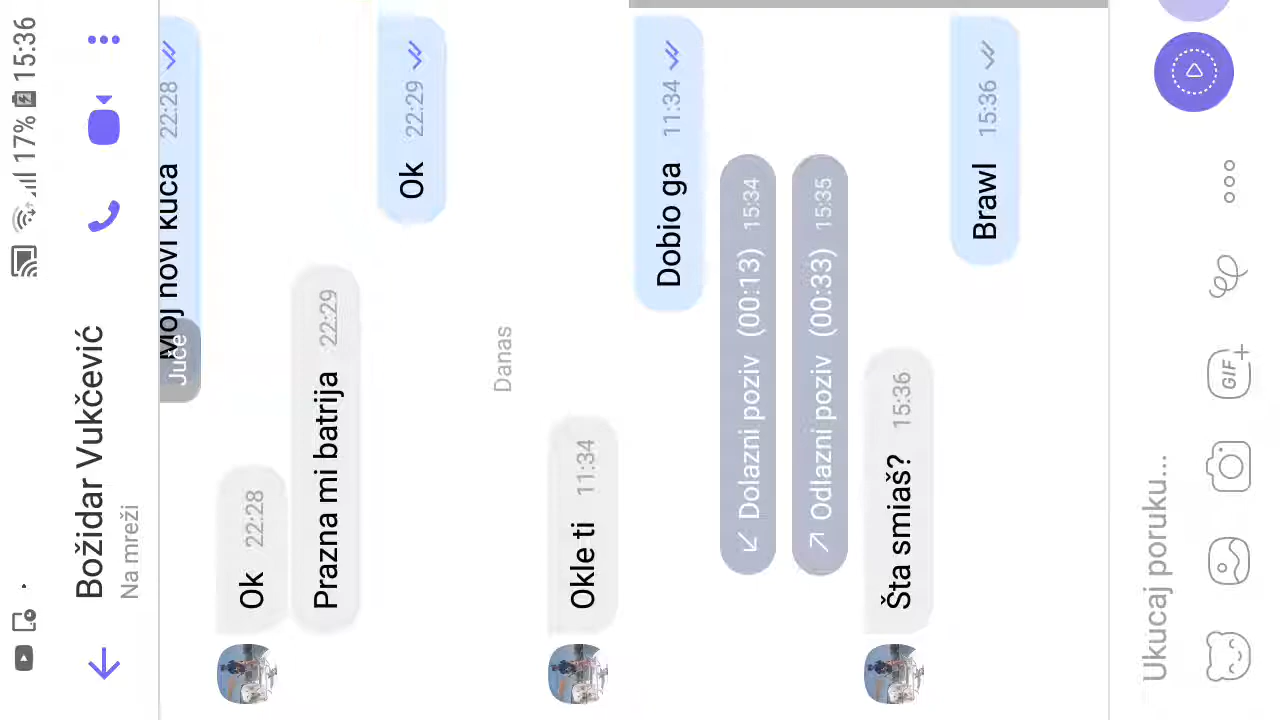 17% 15:36
Božidar Vukčević
Na mreži
Moj novi kuca 22:28
Juče
Ok 22:28
Prazna mi batrija 22:29
Ok 22:29
Danas
Okle ti 11:34
Dobio ga 11:34
Dolazni poziv (00:13) 15:34
Odlazni poziv (00:33) 15:35
Šta smiaš? 15:36
Brawl 15:36
Ukucaj poruku...
GIF+